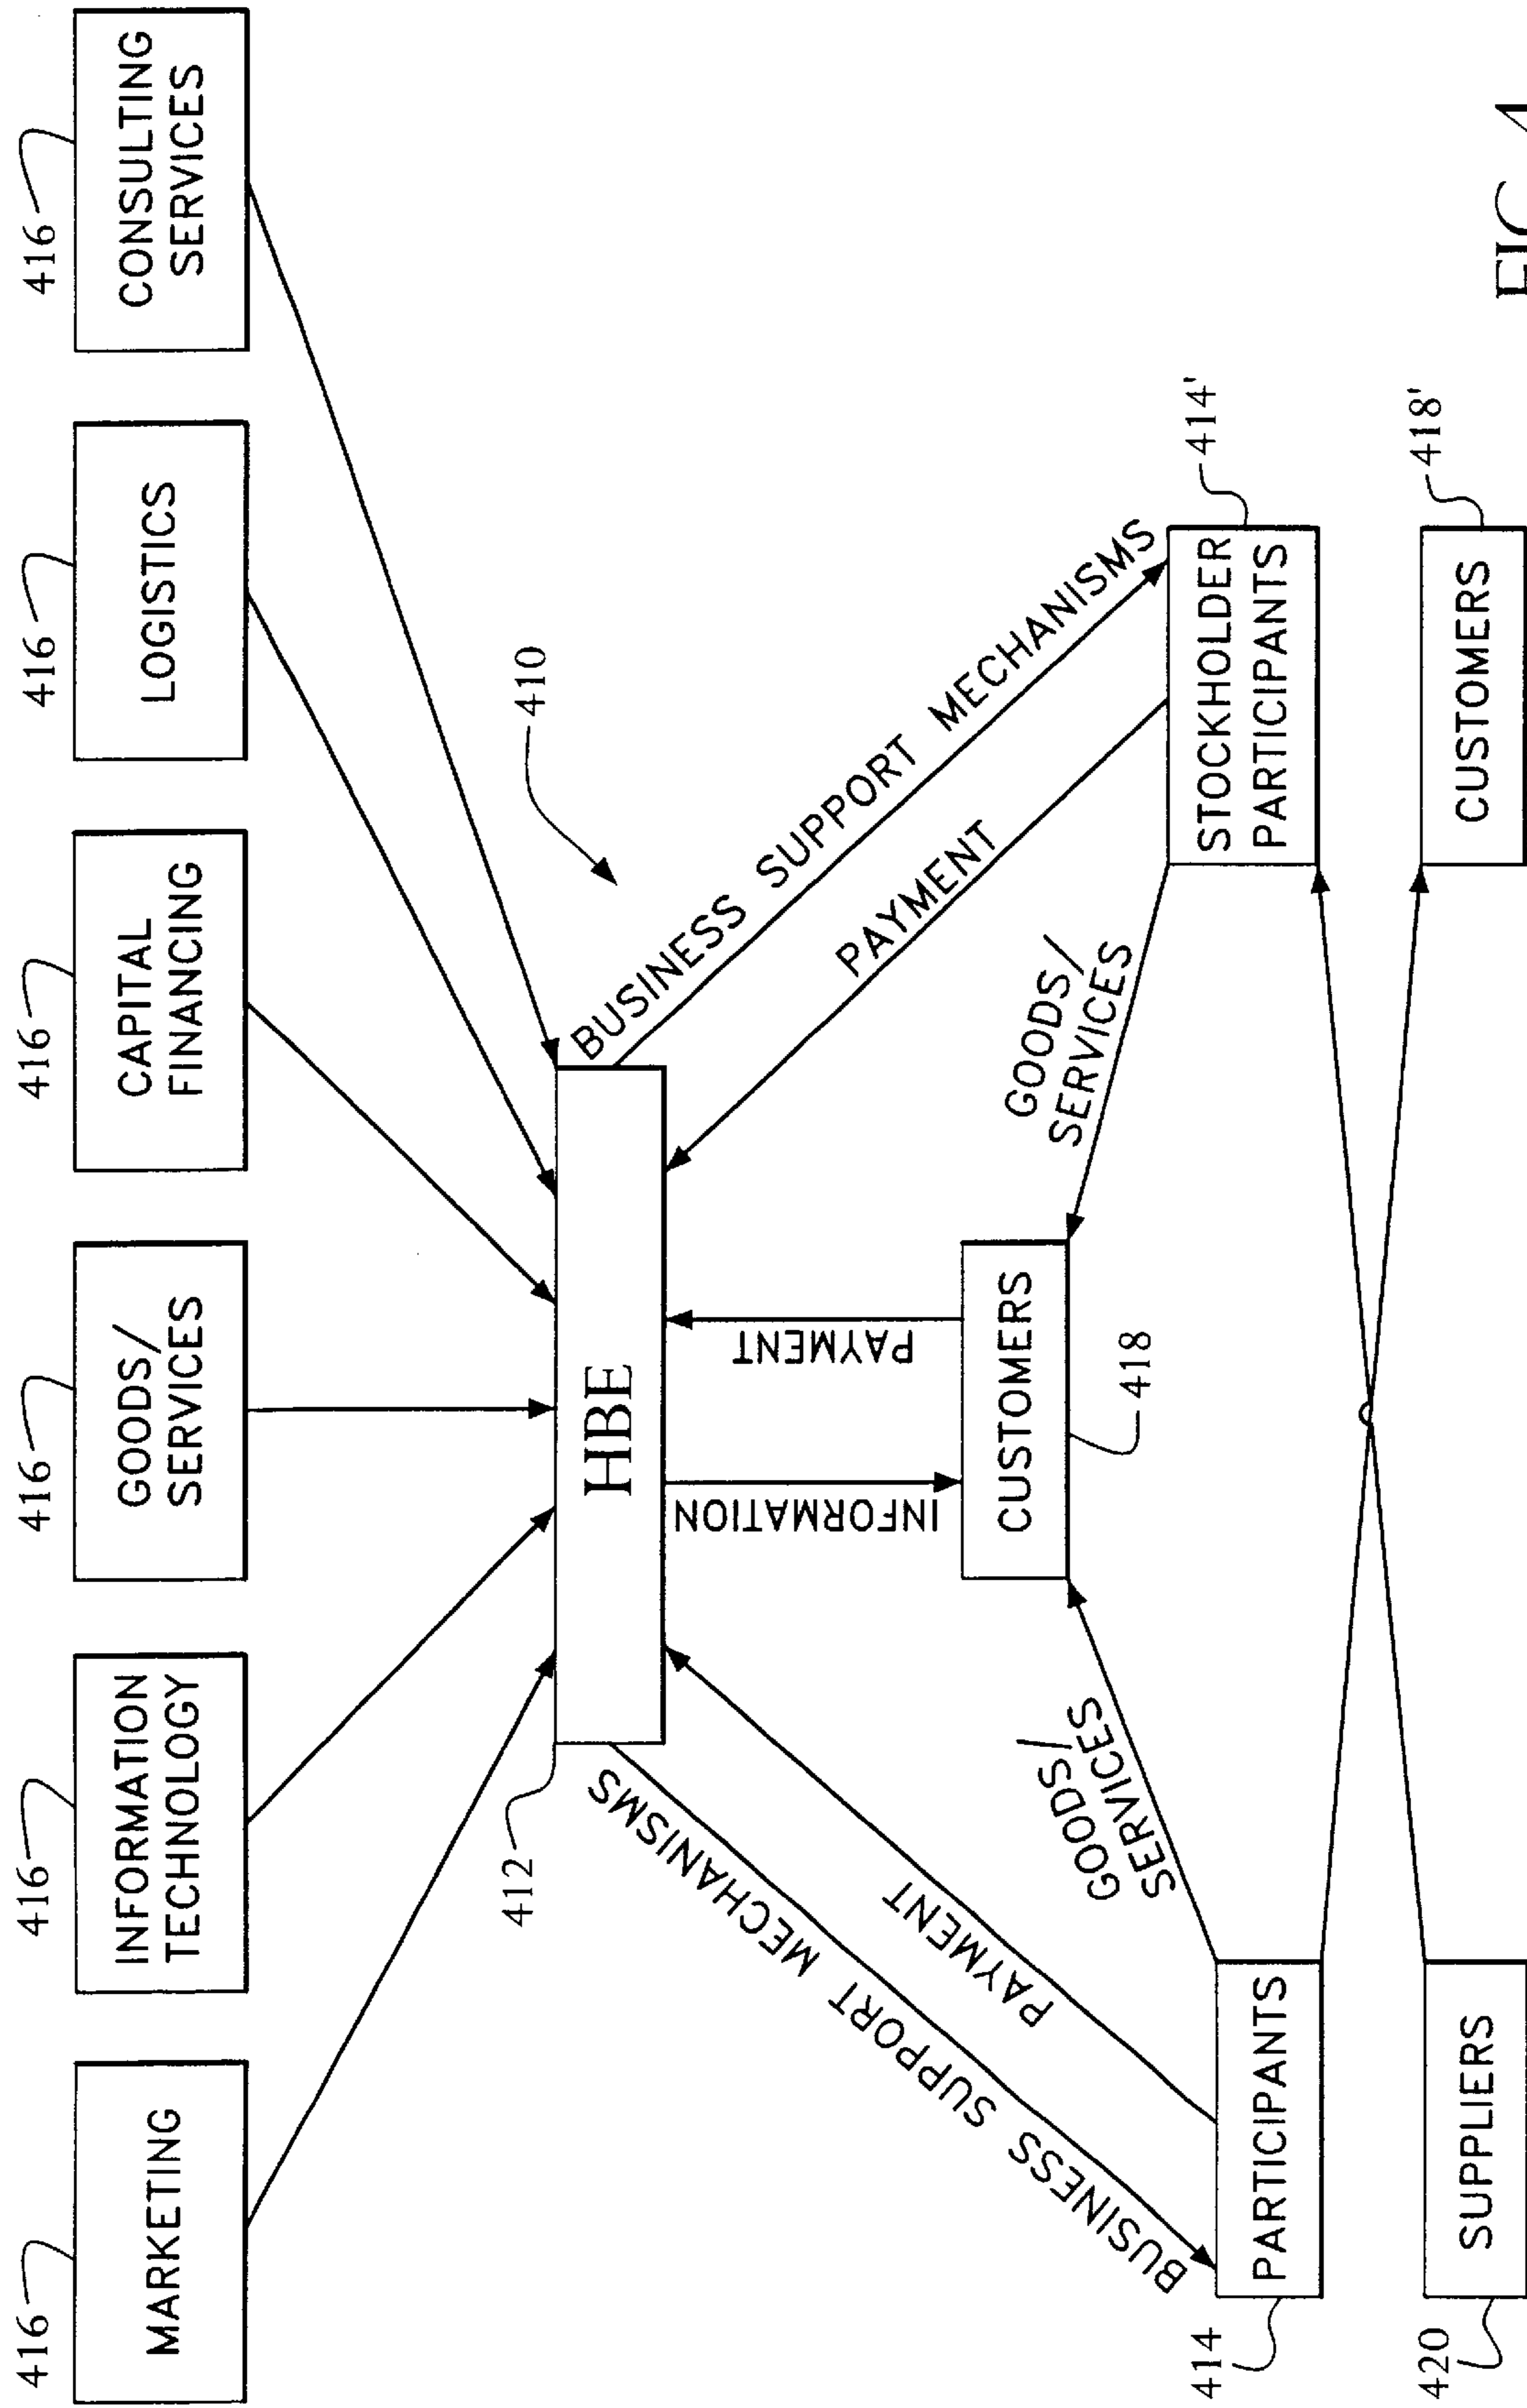 416
416
416
416
416
416
MARKETING
INFORMATION
TECHNOLOGY
GOODS/
SERVICES
CAPITAL
FINANCING
LOGISTICS
CONSULTING
SERVICES
410
412
HBE
BUSINESS SUPPORT MECHANISMS
PAYMENT
INFORMATION
PAYMENT
PAYMENT
BUSINESS SUPPORT MECHANISMS
GOODS/
SERVICES
CUSTOMERS
418
GOODS/
SERVICES
414
PARTICIPANTS
STOCKHOLDER
PARTICIPANTS
414'
420
SUPPLIERS
CUSTOMERS
418'
FIG. 4